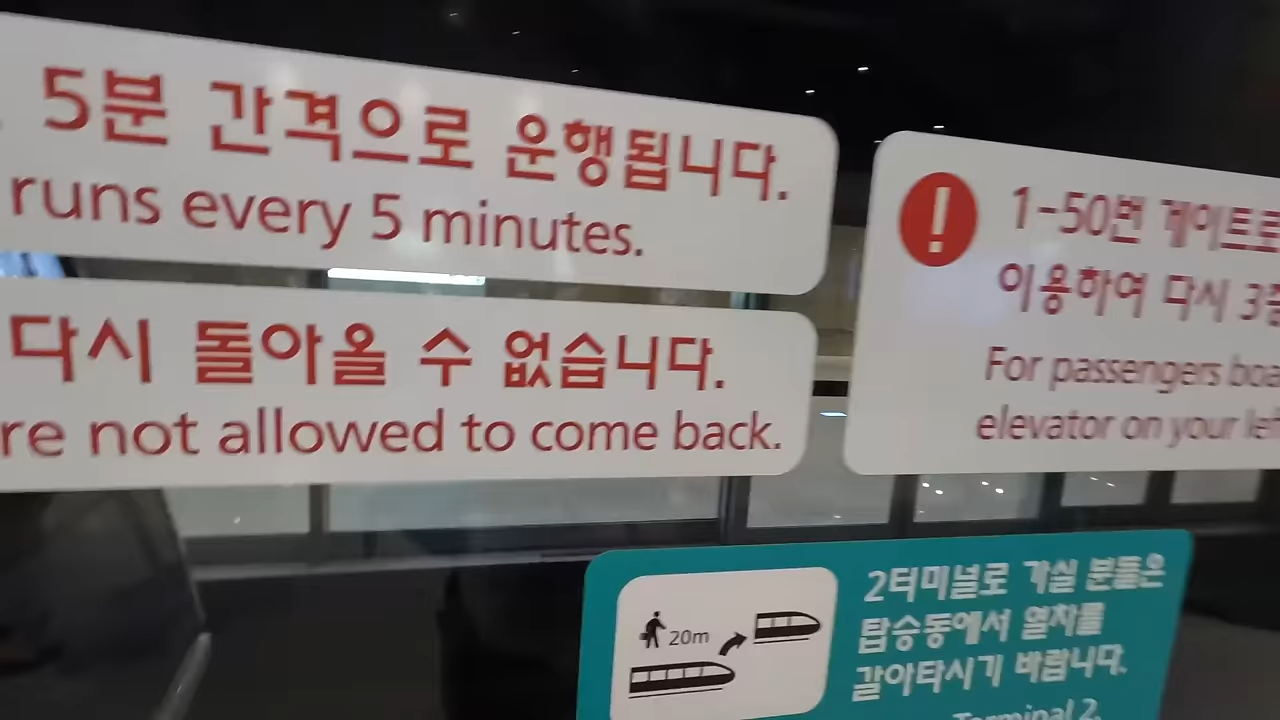 5분 간격으로 운행됩니다.
runs every 5 minutes.
다시 돌아올 수 없습니다.
re not allowed to come back.
1-50번 게이트로
이용하여 다시 3
For passengers boa
elevator on your lef
20m
2터미널로 가실 분들은
탑승동에서 열차를
갈아타시기 바랍니다.
Terminal 2